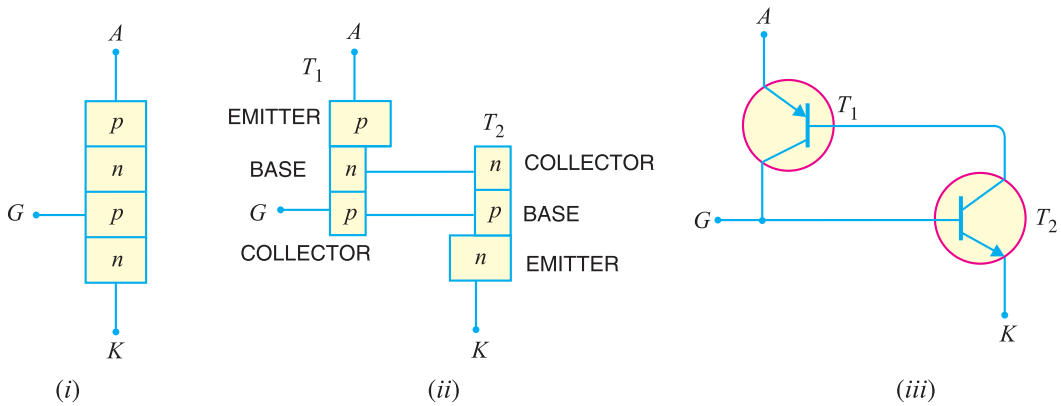 A
p
n
G
p
n
K
(i)
A
T1
EMITTER
p
T2
BASE
n
n
COLLECTOR
G
p
p
BASE
COLLECTOR
n
EMITTER
K
(ii)
A
T1
G
T2
K
(iii)